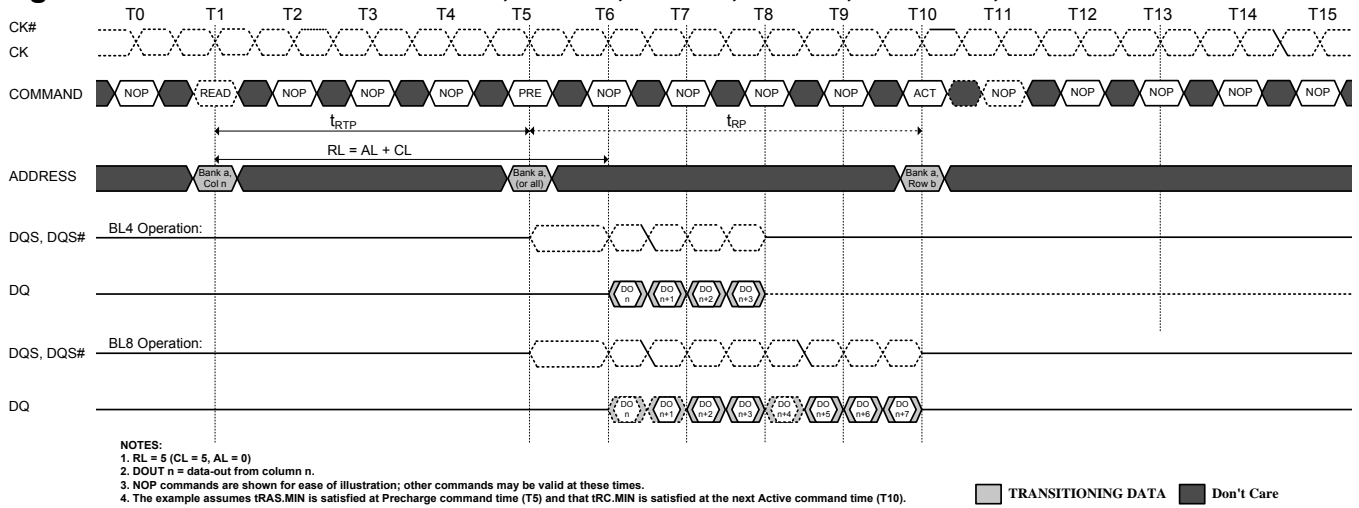 T0 T1 T2 T3 T4 T5 T6 T7 T8 T9 T10 T11 T12 T13 T14 T15
CK#
CK
COMMAND NOP READ NOP NOP NOP PRE NOP NOP NOP NOP ACT NOP NOP NOP NOP NOP
tRTP tRP
RL = AL + CL
ADDRESS
Bank a,
Col n
Bank a,
(or all)
Bank a,
Row b
BL4 Operation:
DQS, DQS#
DQ
DO
n
DO
n+1
DO
n+2
DO
n+3
BL8 Operation:
DQS, DQS#
DQ
DO
n
DO
n+1
DO
n+2
DO
n+3
DO
n+4
DO
n+5
DO
n+6
DO
n+7
NOTES:
1. RL = 5 (CL = 5, AL = 0)
2. DOUT n = data-out from column n.
3. NOP commands are shown for ease of illustration; other commands may be valid at these times.
4. The example assumes tRAS.MIN is satisfied at Precharge command time (T5) and that tRC.MIN is satisfied at the next Active command time (T10).
TRANSITIONING DATA Don't Care